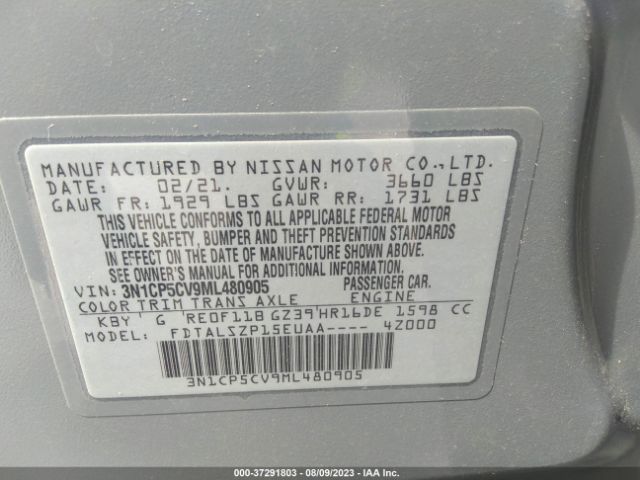 MANUFACTURED BY NISSAN MOTOR CO.,LTD.
DATE: 02/21. GVWR: 3660 LBS
GAWR FR: 1929 LBS GAWR RR: 1731 LBS
THIS VEHICLE CONFORMS TO ALL APPLICABLE FEDERAL MOTOR
VEHICLE SAFETY, BUMPER AND THEFT PREVENTION STANDARDS
IN EFFECT ON THE DATE OF MANUFACTURE SHOWN ABOVE.
SEE OWNER'S MANUAL FOR ADDITIONAL INFORMATION.
VIN: 3N1CP5CV9ML480905 PASSENGER CAR.
COLOR TRIM TRANS AXLE ENGINE
KBY' G 'RE0F11B GZ39'HR16DE 1598 CC
MODEL: FDTALSZP15EUAA---- 4Z000
3N1CP5CV9ML480905
000-37291803 - 08/09/2023 - IAA Inc.